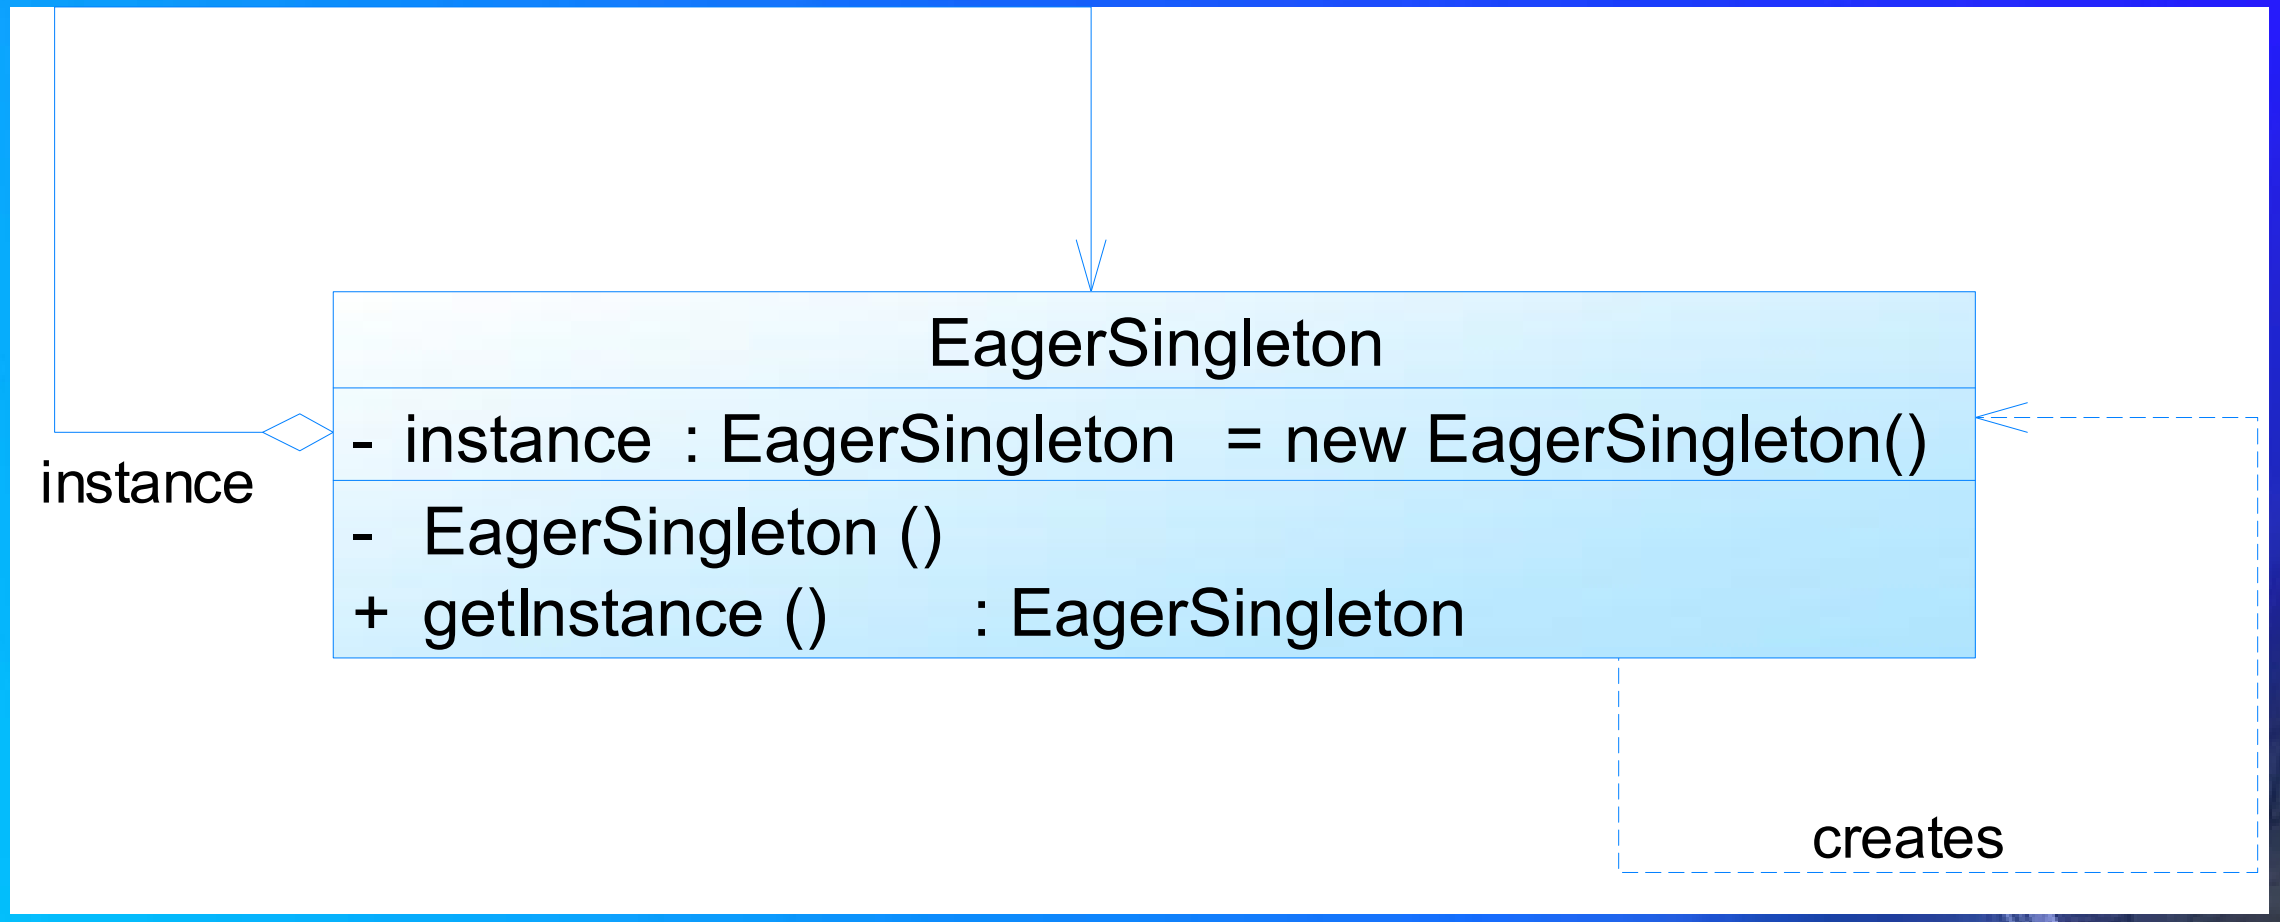 EagerSingleton
- instance : EagerSingleton = new EagerSingleton()
instance
- EagerSingleton ()
+ getInstance () : EagerSingleton
creates